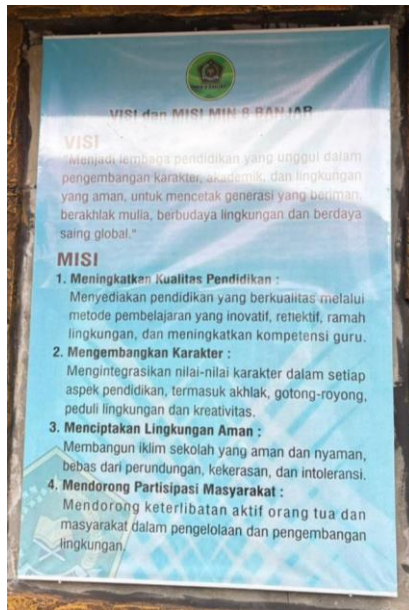 VISI dan MISI MIN 8 BANJAR
VISI
"Menjadi lembaga pendidikan yang unggul dalam
pengembangan karakter, akademik, dan lingkungan
yang aman, untuk mencetak generasi yang beriman,
berakhlak mulia, berbudaya lingkungan dan berdaya
saing global."
MISI
1. Meningkatkan Kualitas Pendidikan :
Menyediakan pendidikan yang berkualitas melalui
metode pembelajaran yang inovatif, reflektif, ramah
lingkungan, dan meningkatkan kompetensi guru.
2. Mengembangkan Karakter :
Mengintegrasikan nilai-nilai karakter dalam setiap
aspek pendidikan, termasuk akhlak, gotong-royong,
peduli lingkungan dan kreativitas.
3. Menciptakan Lingkungan Aman :
Membangun iklim sekolah yang aman dan nyaman,
bebas dari perundungan, kekerasan, dan intoleransi.
4. Mendorong Partisipasi Masyarakat :
Mendorong keterlibatan aktif orang tua dan
masyarakat dalam pengelolaan dan pengembangan
lingkungan.